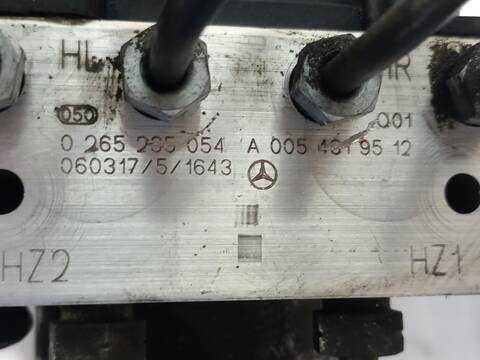 HL HR
050 Q01
0 265 235 054 A 005 431 95 12
060317/5/1643
HZ2 HZ1